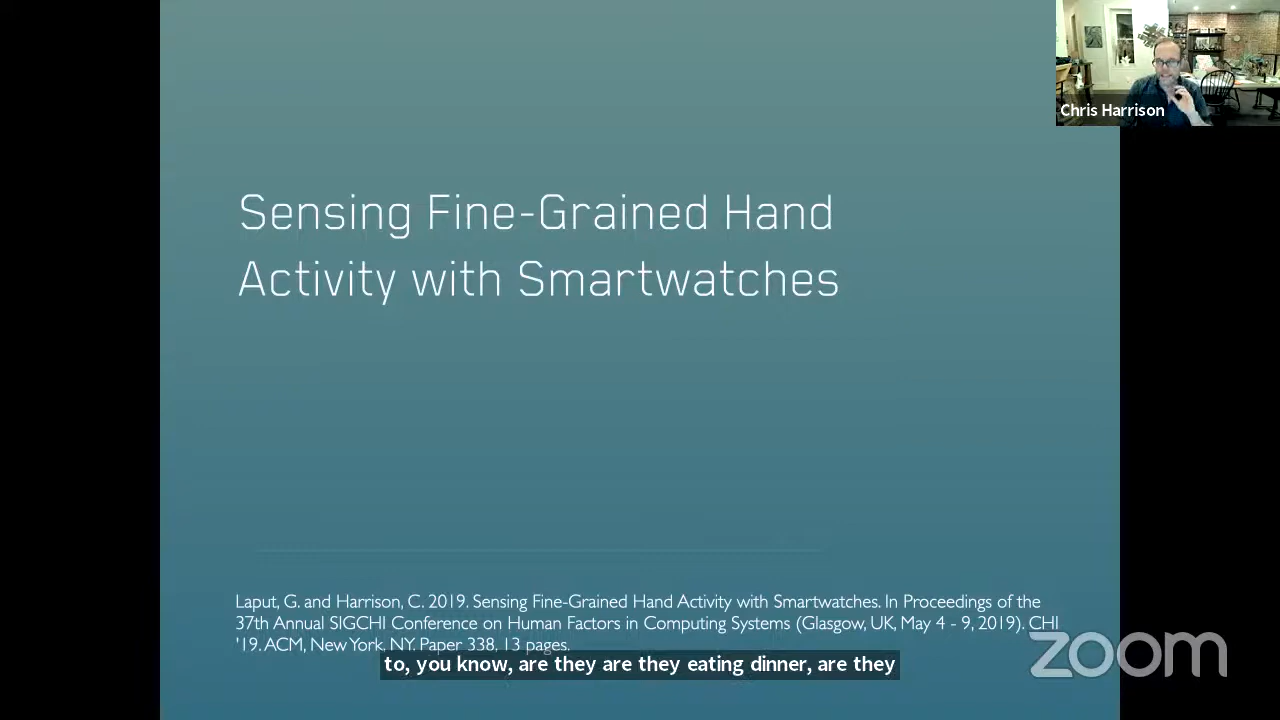 Chris Harrison
Sensing Fine-Grained Hand
Activity with Smartwatches
Laput, G. and Harrison, C. 2019. Sensing Fine-Grained Hand Activity with Smartwatches. In Proceedings of the
37th Annual SIGCHI Conference on Human Factors in Computing Systems (Glasgow, UK, May 4 - 9, 2019). CHI
'19. ACM, New York, NY. Paper 338, 13 pages.
to, you know, are they are they eating dinner, are they
zoom